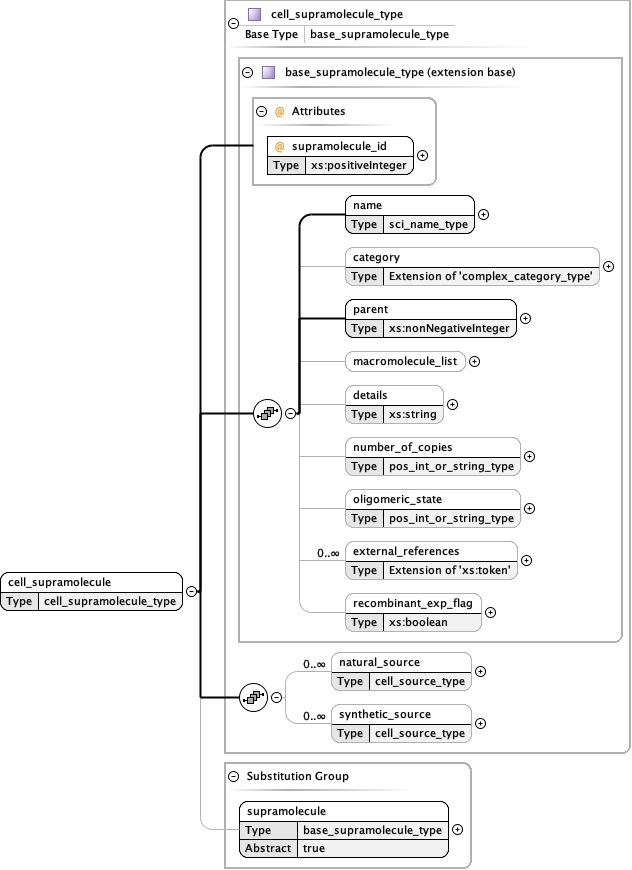 cell_supramolecule_type
Base Type base_supramolecule_type
base_supramolecule_type (extension base)
@ Attributes
@ supramolecule_id
Type xs:positiveInteger
name
Type sci_name_type
category
Type Extension of 'complex_category_type'
parent
Type xs:nonNegativeInteger
macromolecule_list
details
Type xs:string
number_of_copies
Type pos_int_or_string_type
oligomeric_state
Type pos_int_or_string_type
0..∞ external_references
Type Extension of 'xs:token'
cell_supramolecule
Type cell_supramolecule_type
recombinant_exp_flag
Type xs:boolean
0..∞ natural_source
Type cell_source_type
0..∞ synthetic_source
Type cell_source_type
Substitution Group
supramolecule
Type base_supramolecule_type
Abstract true